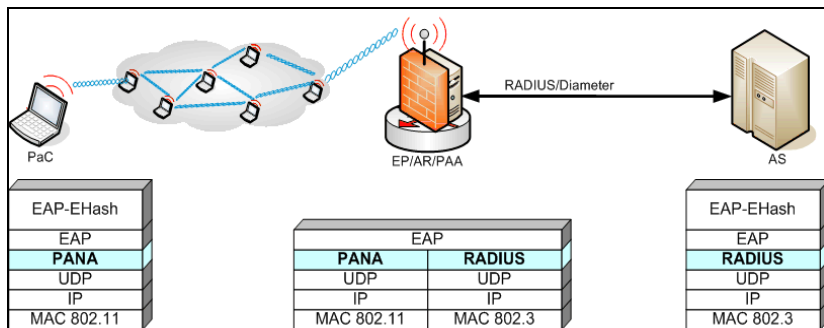 RADIUS/Diameter
PaC
EP/AR/PAA
AS
EAP-EHash
EAP
PANA
UDP
IP
MAC 802.11
EAP
PANA RADIUS
UDP UDP
IP IP
MAC 802.11 MAC 802.3
EAP-EHash
EAP
RADIUS
UDP
IP
MAC 802.3